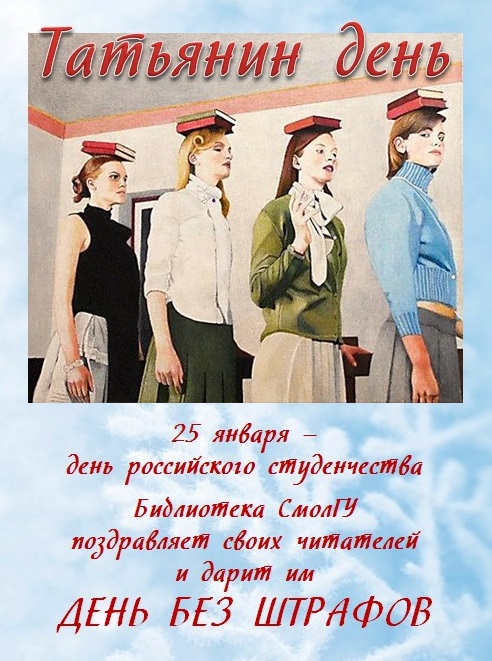 Татьянин день
25 января –
день российского студенчества
Библиотека СмолГУ
поздравляет своих читателей
и дарит им
ДЕНЬ БЕЗ ШТРАФОВ